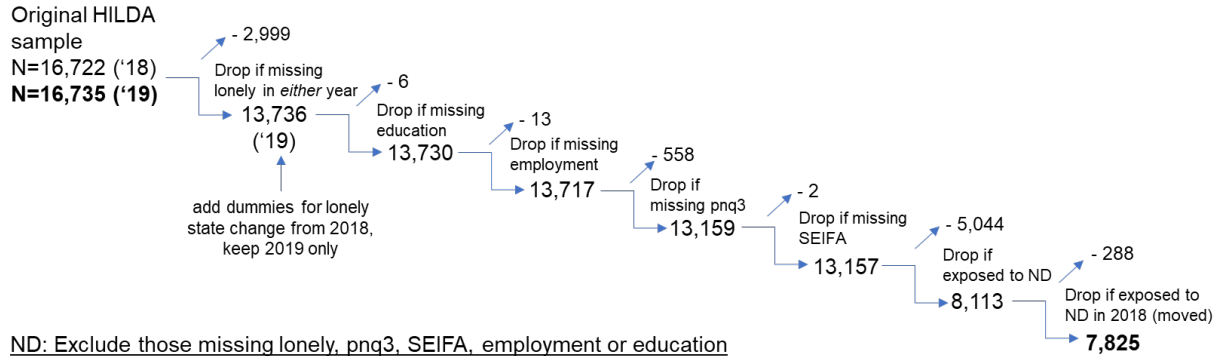 Original HILDA
sample
N=16,722 (‘18)
N=16,735 (‘19)
- 2,999
Drop if missing
lonely in either year
13,736
(‘19)
add dummies for lonely
state change from 2018,
keep 2019 only
- 6
Drop if missing
education
13,730
- 13
Drop if missing
employment
13,717
- 558
Drop if
missing pnq3
13,159
- 2
Drop if missing
SEIFA
13,157
- 5,044
Drop if
exposed to ND
8,113
- 288
Drop if exposed to
ND in 2018 (moved)
7,825
ND: Exclude those missing lonely, pnq3, SEIFA, employment or education